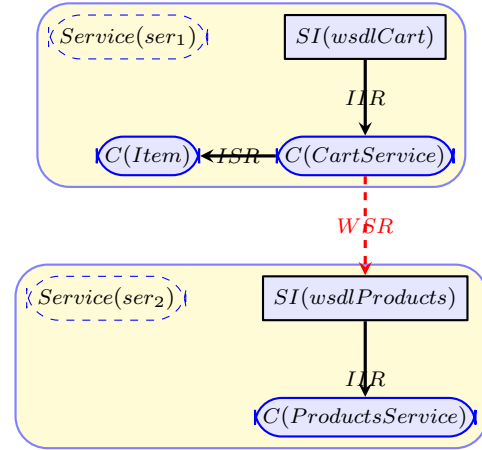 Service(ser₁)
SI(wsdlCart)
IIR
C(Item)
ISR
C(CartService)
WSR
Service(ser₂)
SI(wsdlProducts)
IIR
C(ProductsService)